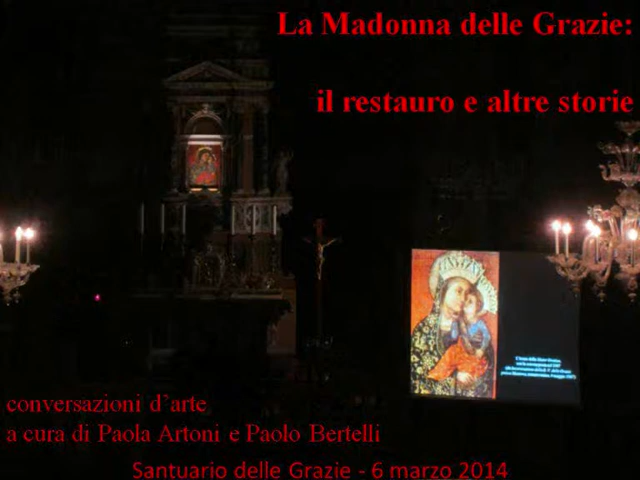 La Madonna delle Grazie:
il restauro e altre storie
conversazioni d'arte
a cura di Paola Artoni e Paolo Bertelli
Santuario delle Grazie - 6 marzo 2014